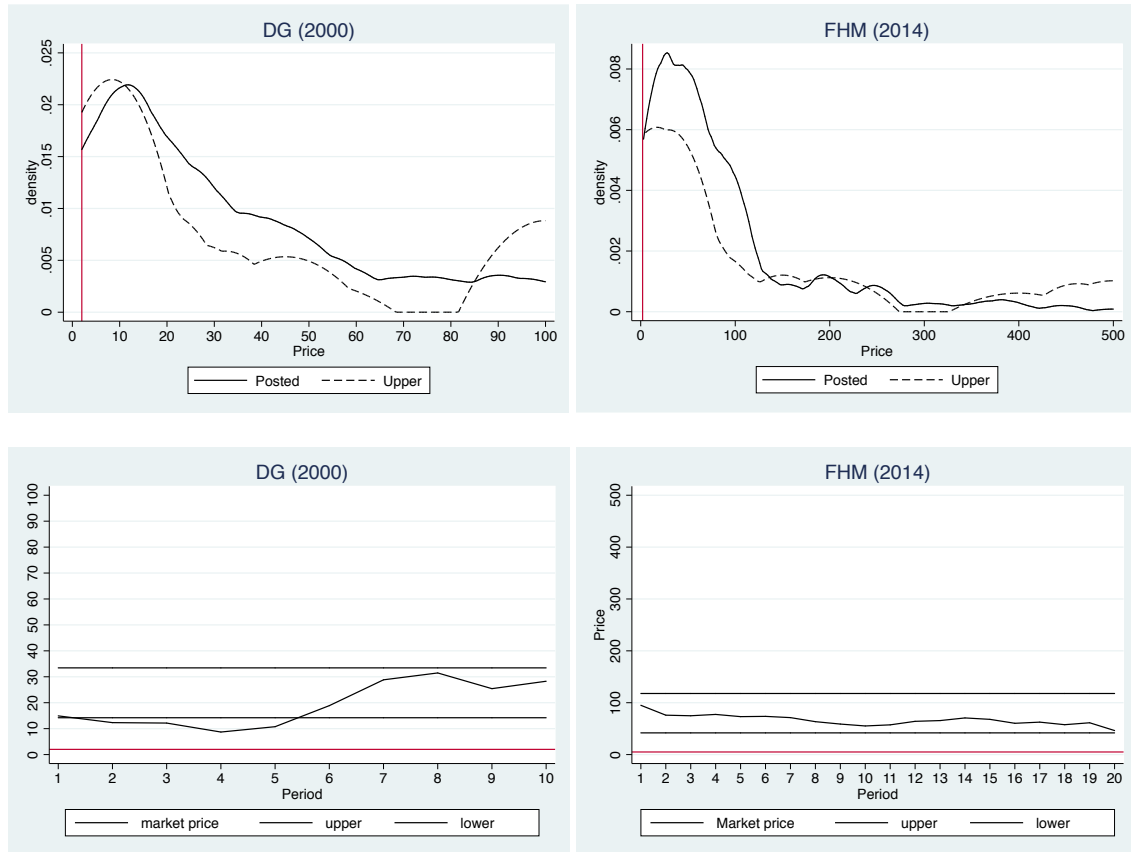 DG (2000)
density
.025
.02
.015
.01
.005
0
0 10 20 30 40 50 60 70 80 90 100
Price
Posted Upper
FHM (2014)
density
.008
.006
.004
.002
0
0 100 200 300 400 500
Price
Posted Upper
DG (2000)
100
90
80
70
60
50
40
30
20
10
0
1 2 3 4 5 6 7 8 9 10
Period
market price upper lower
FHM (2014)
Price
500
400
300
200
100
0
1 2 3 4 5 6 7 8 9 10 11 12 13 14 15 16 17 18 19 20
Period
Market price upper lower